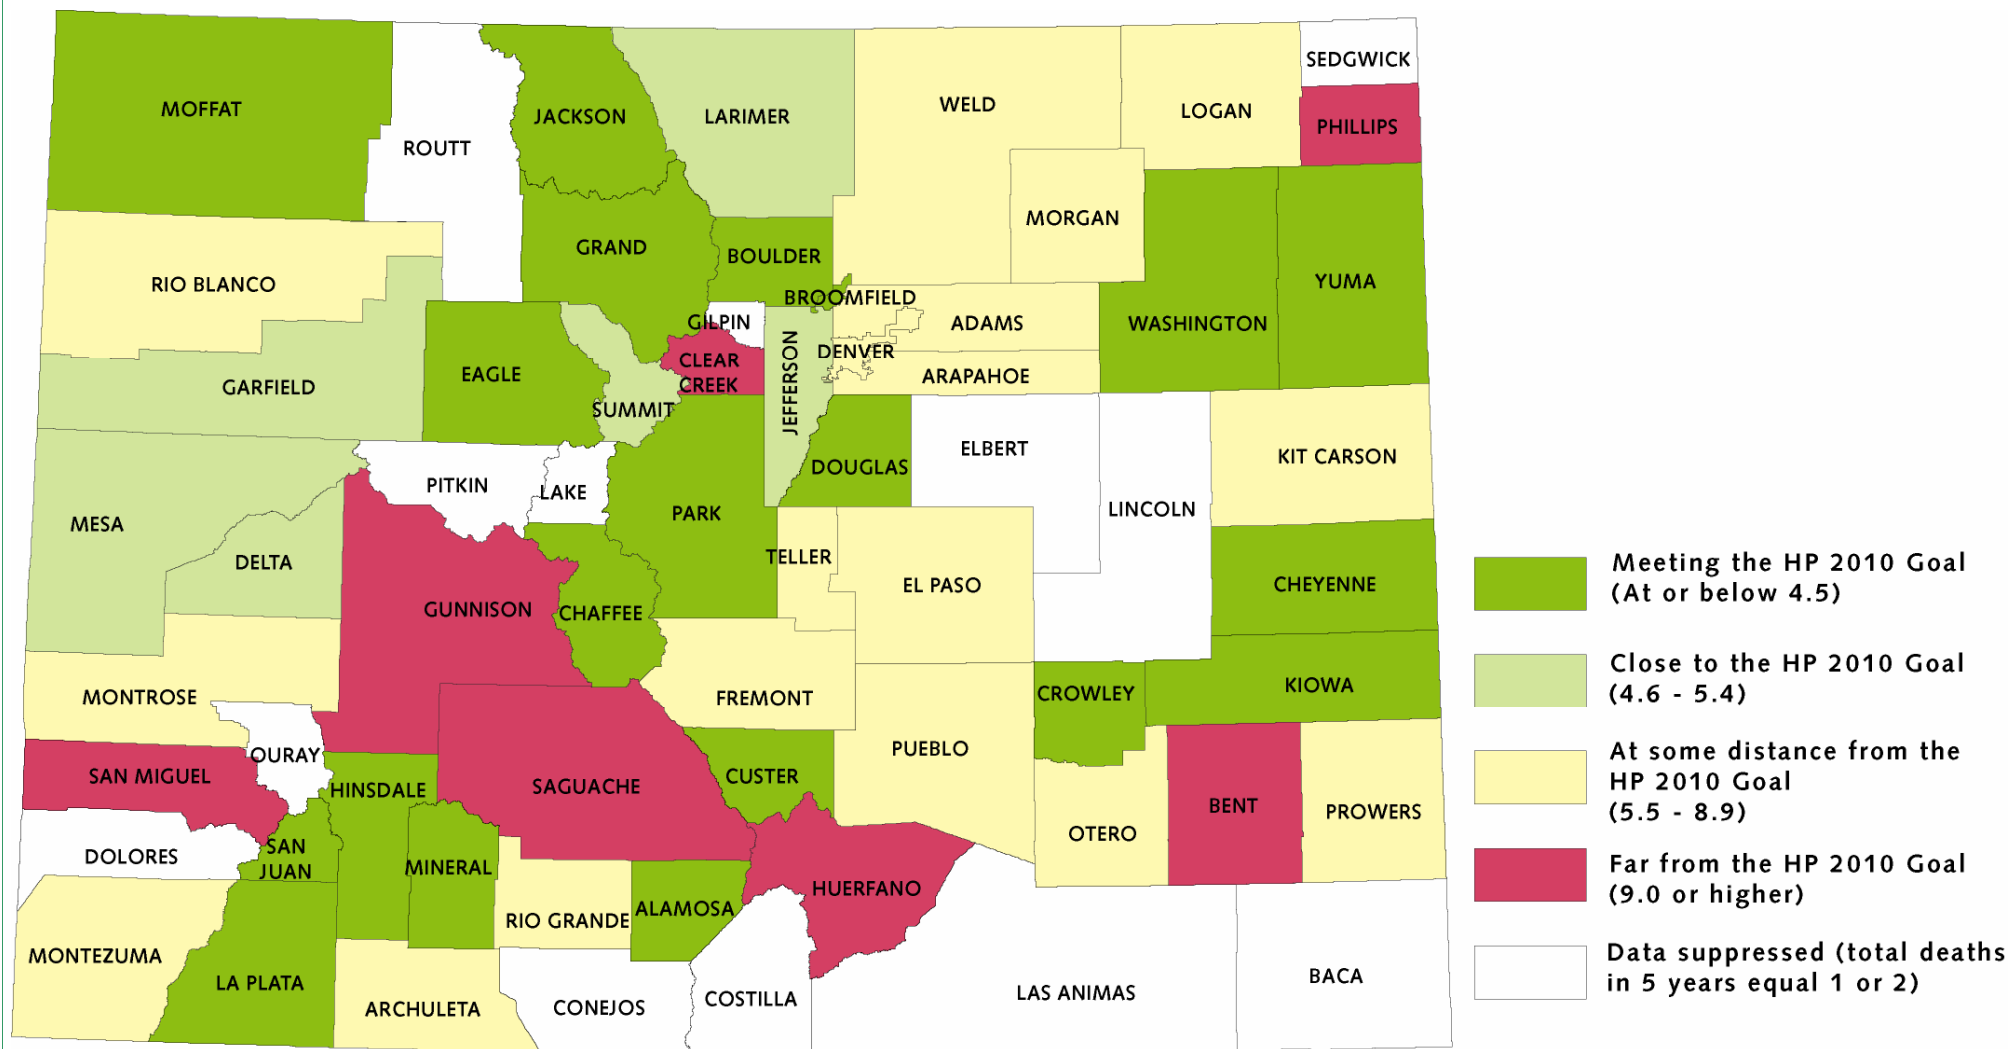 SEDGWICK
MOFFAT
JACKSON
LARIMER
WELD
LOGAN
PHILLIPS
ROUTT
MORGAN
GRAND
BOULDER
YUMA
RIO BLANCO
BROOMFIELD
GILPIN
ADAMS
WASHINGTON
DENVER
CLEAR
CREEK
JEFFERSON
ARAPAHOE
EAGLE
GARFIELD
SUMMIT
ELBERT
KIT CARSON
DOUGLAS
PITKIN
LAKE
LINCOLN
PARK
MESA
DELTA
TELLER
EL PASO
CHEYENNE
GUNNISON
CHAFFEE
KIOWA
CROWLEY
MONTROSE
FREMONT
PUEBLO
OURAY
SAN MIGUEL
HINSDALE
SAGUACHE
CUSTER
BENT
PROWERS
OTERO
DOLORES
SAN
JUAN
MINERAL
HUERFANO
RIO GRANDE
ALAMOSA
MONTEZUMA
LA PLATA
ARCHULETA
CONEJOS
COSTILLA
LAS ANIMAS
BACA
Meeting the HP 2010 Goal
(At or below 4.5)
Close to the HP 2010 Goal
(4.6 - 5.4)
At some distance from the
HP 2010 Goal
(5.5 - 8.9)
Far from the HP 2010 Goal
(9.0 or higher)
Data suppressed (total deaths
in 5 years equal 1 or 2)